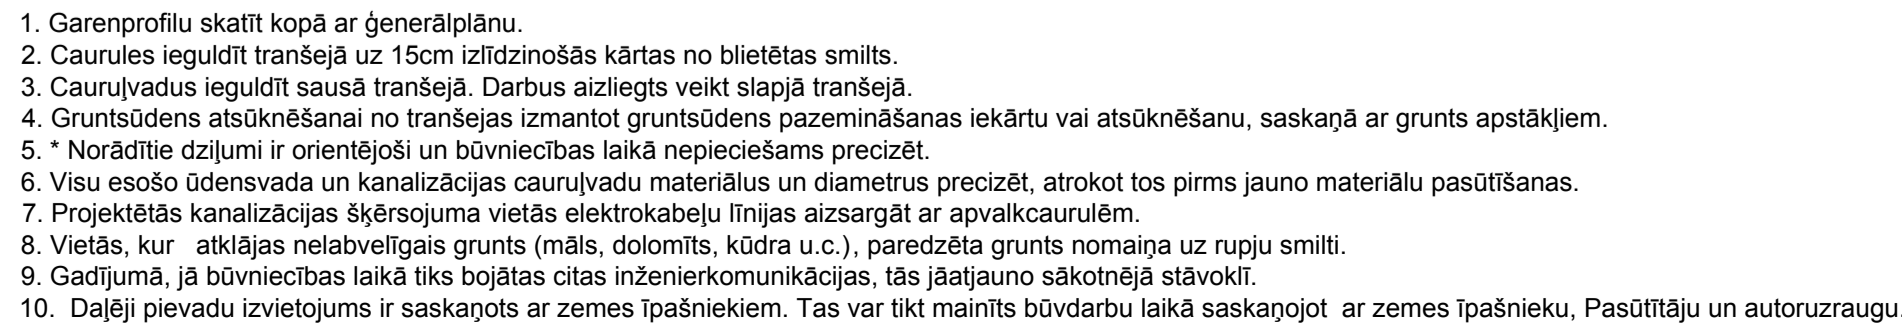 1. Garenprofilu skatīt kopā ar ģenerālplānu.
2. Caurules ieguldīt tranšejā uz 15cm izlīdzinošās kārtas no blietētas smilts.
3. Cauruļvadus ieguldīt sausā tranšejā. Darbus aizliegts veikt slapjā tranšejā.
4. Gruntsūdens atsūknēšanai no tranšejas izmantot gruntsūdens pazemināšanas iekārtu vai atsūknēšanu, saskaņā ar grunts apstākļiem.
5. * Norādītie dziļumi ir orientējoši un būvniecības laikā nepieciešams precizēt.
6. Visu esošo ūdensvada un kanalizācijas cauruļvadu materiālus un diametrus precizēt, atrokot tos pirms jauno materiālu pasūtīšanas.
7. Projektētās kanalizācijas šķērsojuma vietās elektrokabeļu līnijas aizsargāt ar apvalkcaurulēm.
8. Vietās, kur atklājas nelabvelīgais grunts (māls, dolomīts, kūdra u.c.), paredzēta grunts nomaiņa uz rupju smilti.
9. Gadījumā, jā būvniecības laikā tiks bojātas citas inženierkomunikācijas, tās jāatjauno sākotnējā stāvoklī.
10. Daļēji pievadu izvietojums ir saskaņots ar zemes īpašniekiem. Tas var tikt mainīts būvdarbu laikā saskaņojot ar zemes īpašnieku, Pasūtītāju un autoruzraugu